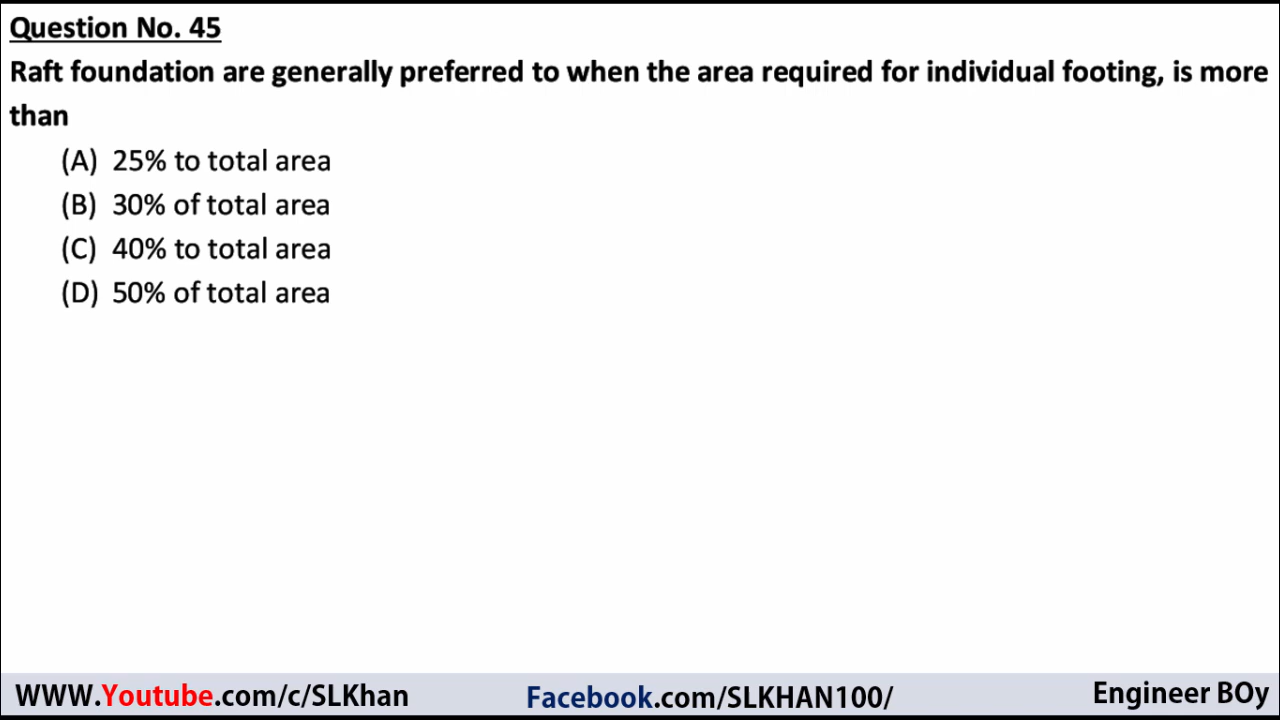 Question No. 45
Raft foundation are generally preferred to when the area required for individual footing, is more
than
(A) 25% to total area
(B) 30% of total area
(C) 40% to total area
(D) 50% of total area
WWW.Youtube.com/c/SLKhan Facebook.com/SLKHAN100/ Engineer BOy